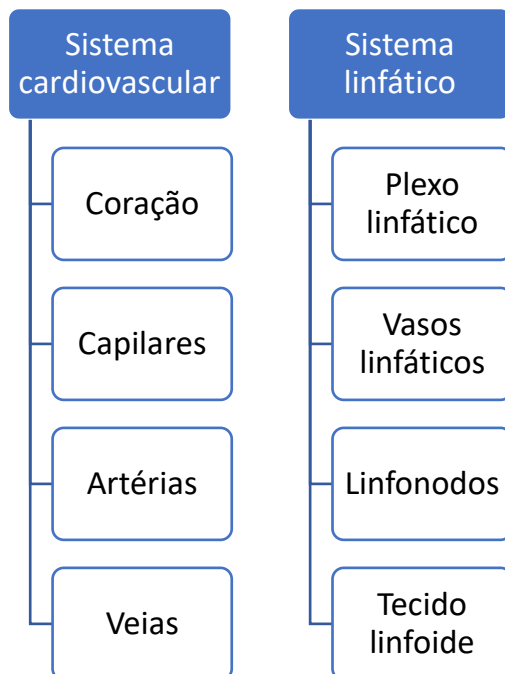 Sistema
cardiovascular
Coração
Capilares
Artérias
Veias
Sistema
linfático
Plexo
linfático
Vasos
linfáticos
Linfonodos
Tecido
linfoide